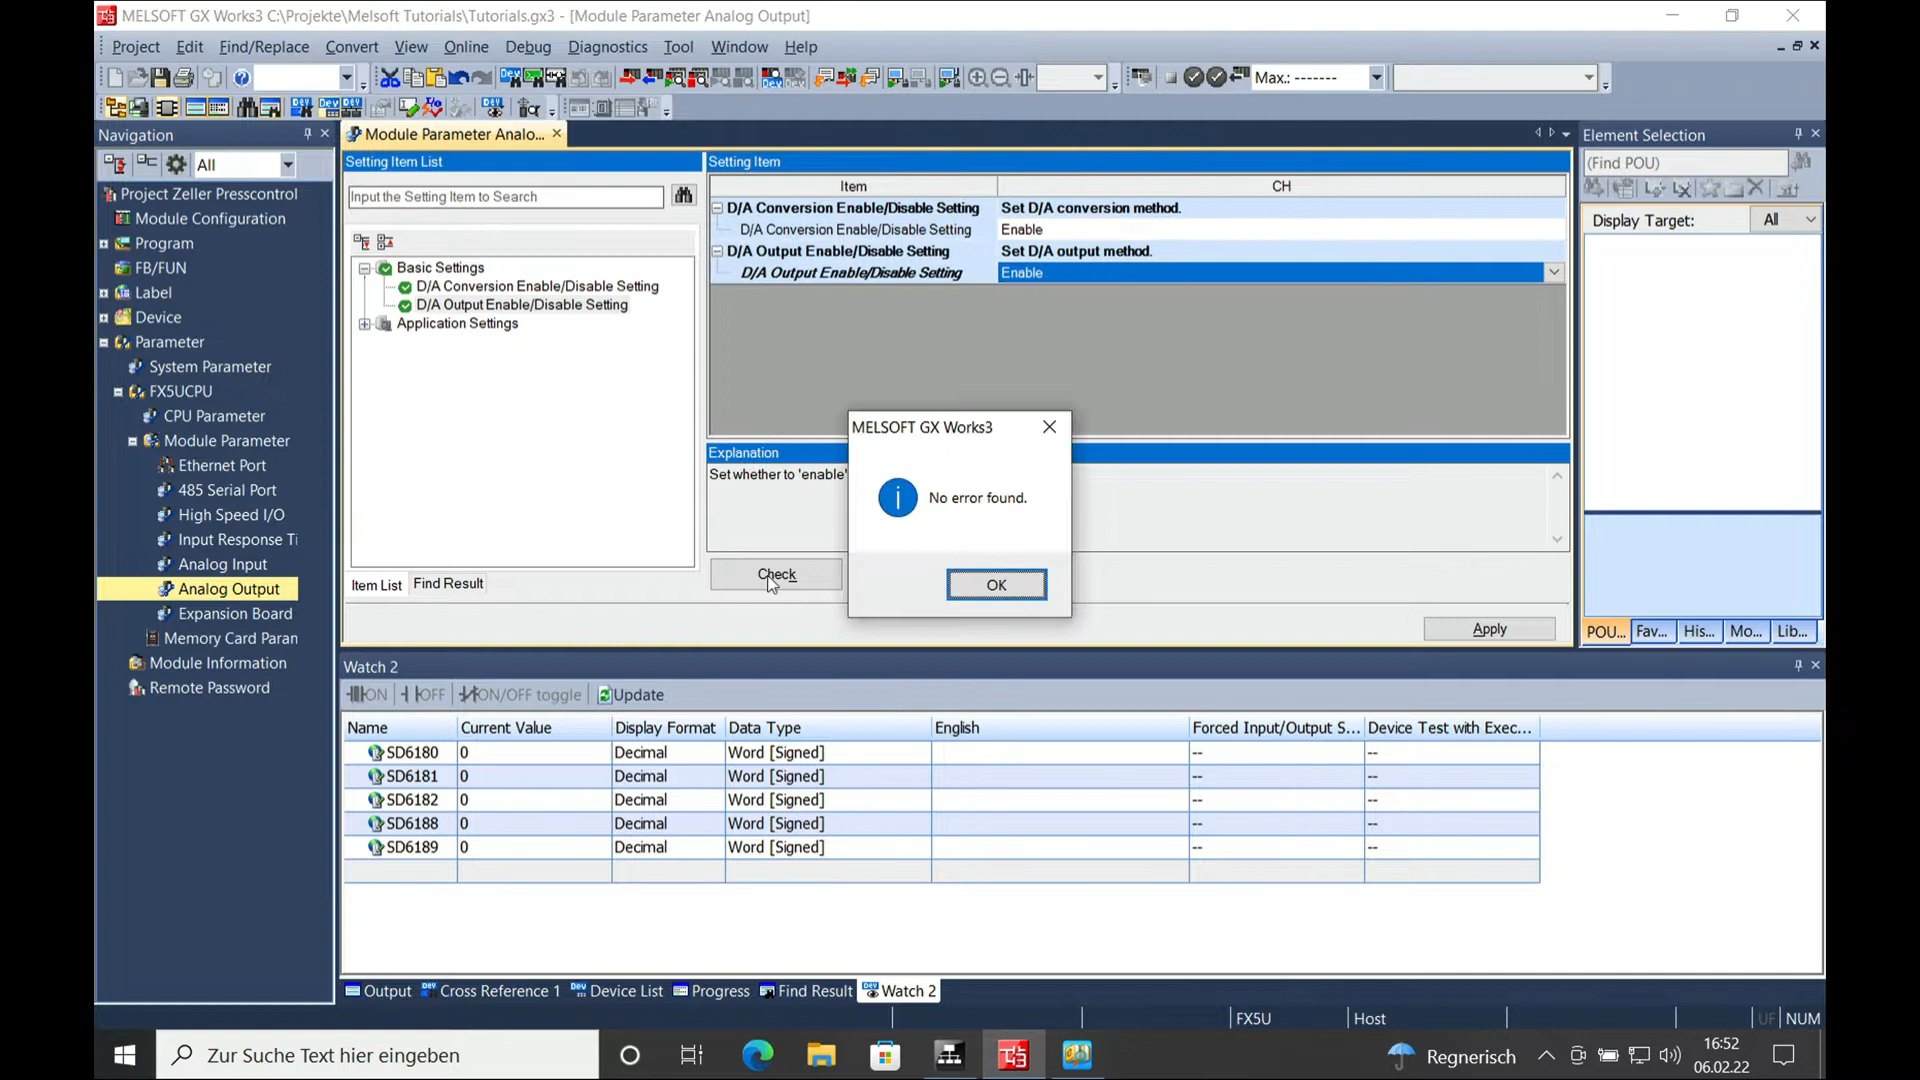 MELSOFT GX Works3 C:\Projekte\Melsoft Tutorials\Tutorials.gx3 - [Module Parameter Analog Output]
Project Edit Find/Replace Convert View Online Debug Diagnostics Tool Window Help
Max.: -------
Navigation
All
Project Zeller Presscontrol
Module Configuration
Program
FB/FUN
Label
Device
Parameter
System Parameter
FX5UCPU
CPU Parameter
Module Parameter
Ethernet Port
485 Serial Port
High Speed I/O
Input Response Ti
Analog Input
Analog Output
Expansion Board
Memory Card Paran
Module Information
Remote Password
Module Parameter Analo...
Setting Item List
Input the Setting Item to Search
Basic Settings
D/A Conversion Enable/Disable Setting
D/A Output Enable/Disable Setting
Application Settings
Item List Find Result
Setting Item
Item CH
D/A Conversion Enable/Disable Setting Set D/A conversion method.
D/A Conversion Enable/Disable Setting Enable
D/A Output Enable/Disable Setting Set D/A output method.
D/A Output Enable/Disable Setting Enable
Explanation
Set whether to 'enable'
Check
Apply
MELSOFT GX Works3
No error found.
OK
Element Selection
(Find POU)
Display Target: All
POU... Fav... His... Mo... Lib...
Watch 2
ON OFF ON/OFF toggle Update
Name Current Value Display Format Data Type English Forced Input/Output S... Device Test with Exec...
SD6180 0 Decimal Word [Signed] -- --
SD6181 0 Decimal Word [Signed] -- --
SD6182 0 Decimal Word [Signed] -- --
SD6188 0 Decimal Word [Signed] -- --
SD6189 0 Decimal Word [Signed] -- --
Output Cross Reference 1 Device List Progress Find Result Watch 2
FX5U Host UF NUM
Zur Suche Text hier eingeben
Regnerisch
16:52
06.02.22